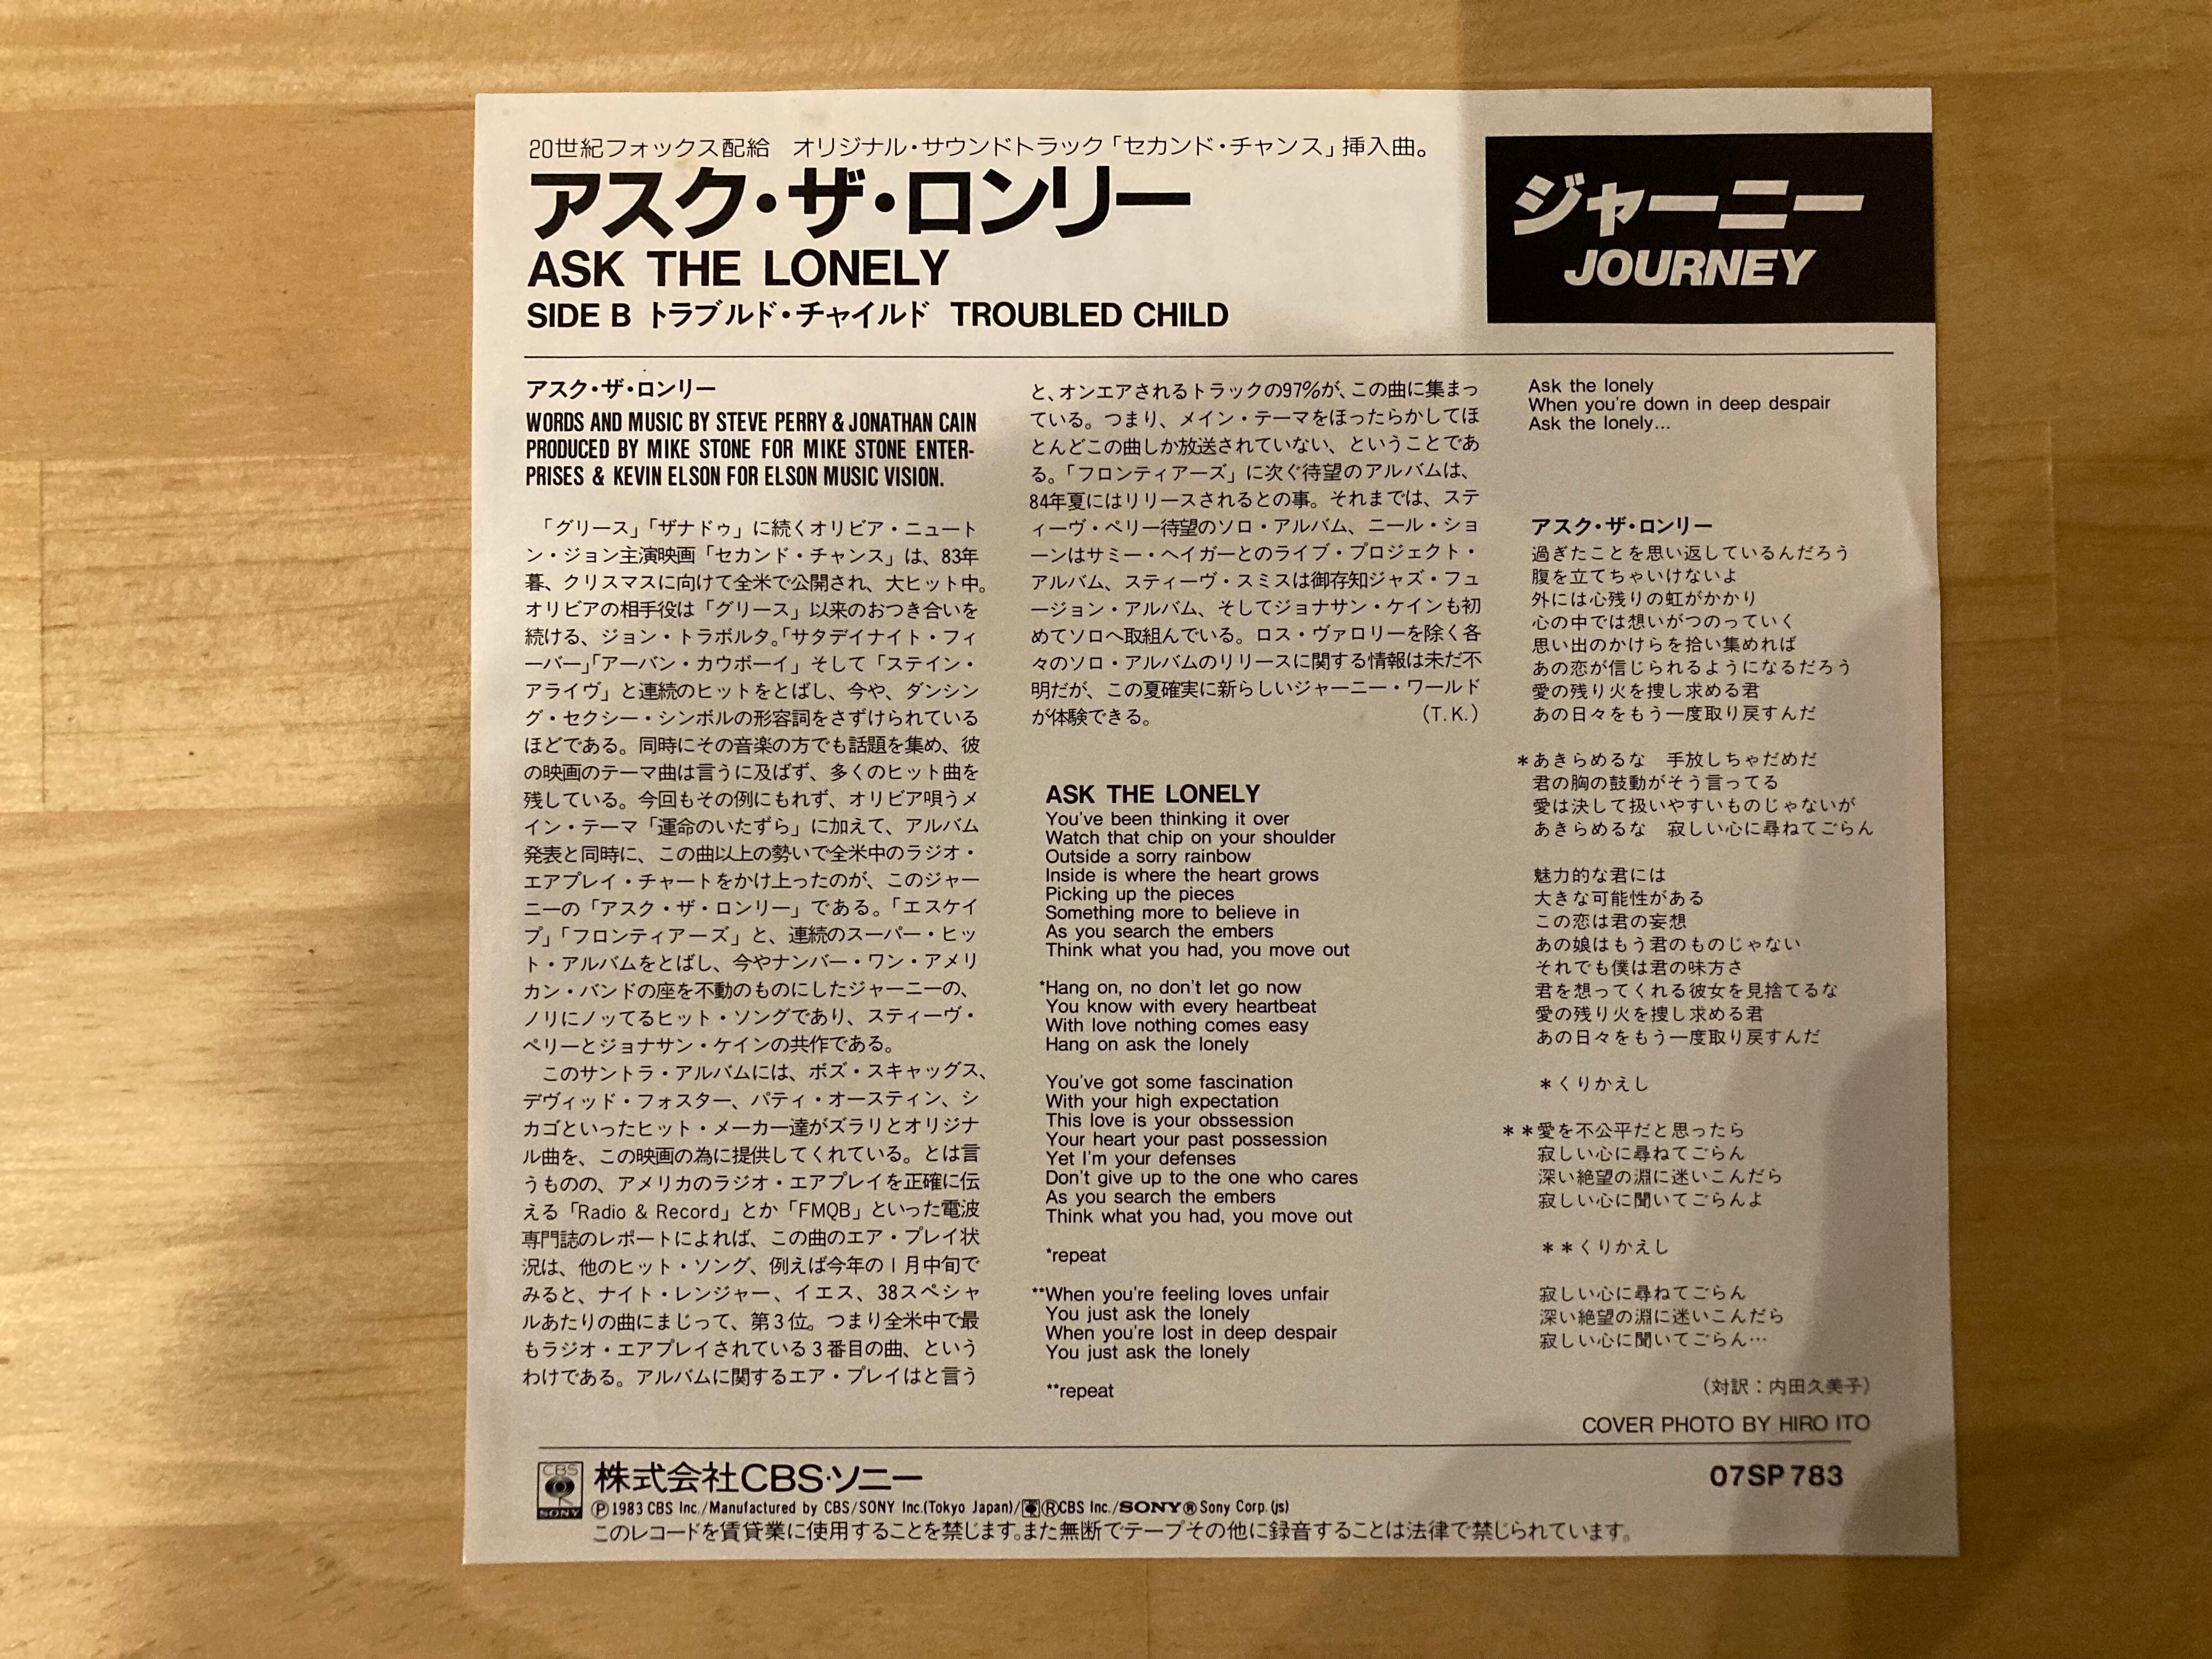 20世紀フォックス配給　オリジナル・サウンドトラック「セカンド・チャンス」挿入曲。
アスク・ザ・ロンリー
ASK THE LONELY
SIDE B トラブルド・チャイルド TROUBLED CHILD
ジャーニー
JOURNEY
アスク・ザ・ロンリー
WORDS AND MUSIC BY STEVE PERRY & JONATHAN CAIN
PRODUCED BY MIKE STONE FOR MIKE STONE ENTER-
PRISES & KEVIN ELSON FOR ELSON MUSIC VISION.
「グリース」「ザナドゥ」に続くオリビア・ニュート
ン・ジョン主演映画「セカンド・チャンス」は、83年
暮、クリスマスに向けて全米で公開され、大ヒット中。
オリビアの相手役は「グリース」以来のおつき合いを
続ける、ジョン・トラボルタ。「サタデイナイト・フィ
ーバー」「アーバン・カウボーイ」そして「ステイン・
アライヴ」と連続のヒットをとばし、今や、ダンシン
グ・セクシー・シンボルの形容詞をさずけられている
ほどである。同時にその音楽の方でも話題を集め、彼
の映画のテーマ曲は言うに及ばず、多くのヒット曲を
残している。今回もその例にもれず、オリビア唄うメ
イン・テーマ「運命のいたずら」に加えて、アルバム
発表と同時に、この曲以上の勢いで全米中のラジオ・
エアプレイ・チャートをかけ上ったのが、このジャー
ニーの「アスク・ザ・ロンリー」である。「エスケイ
プ」「フロンティアーズ」と、連続のスーパー・ヒッ
ト・アルバムをとばし、今やナンバー・ワン・アメリ
カン・バンドの座を不動のものにしたジャーニーの、
ノリにノッてるヒット・ソングであり、スティーヴ・
ペリーとジョナサン・ケインの共作である。
このサントラ・アルバムには、ボズ・スキャッグス、
デヴィッド・フォスター、パティ・オースティン、シ
カゴといったヒット・メーカー達がズラリとオリジナ
ル曲を、この映画の為に提供してくれている。とは言
うものの、アメリカのラジオ・エアプレイを正確に伝
える「Radio & Record」とか「FMQB」といった電波
専門誌のレポートによれば、この曲のエア・プレイ状
況は、他のヒット・ソング、例えば今年の1月中旬で
みると、ナイト・レンジャー、イエス、38スペシャ
ルあたりの曲にまじって、第3位。つまり全米中で最
もラジオ・エアプレイされている3番目の曲、という
わけである。アルバムに関するエア・プレイはと言う
と、オンエアされるトラックの97%が、この曲に集まっ
ている。つまり、メイン・テーマをほったらかしてほ
とんどこの曲しか放送されていない、ということであ
る。「フロンティアーズ」に次ぐ待望のアルバムは、
84年夏にはリリースされるとの事。それまでは、ステ
ィーヴ・ペリー待望のソロ・アルバム、ニール・ショ
ーンはサミー・ヘイガーとのライブ・プロジェクト・
アルバム、スティーヴ・スミスは御存知ジャズ・フュ
ージョン・アルバム、そしてジョナサン・ケインも初
めてソロへ取組んでいる。ロス・ヴァロリーを除く各
々のソロ・アルバムのリリースに関する情報は未だ不
明だが、この夏確実に新らしいジャーニー・ワールド
が体験できる。　（T.K.）
ASK THE LONELY
You've been thinking it over
Watch that chip on your shoulder
Outside a sorry rainbow
Inside is where the heart grows
Picking up the pieces
Something more to believe in
As you search the embers
Think what you had, you move out
*Hang on, no don't let go now
You know with every heartbeat
With love nothing comes easy
Hang on ask the lonely
You've got some fascination
With your high expectation
This love is your obssession
Your heart your past possession
Yet I'm your defenses
Don't give up to the one who cares
As you search the embers
Think what you had, you move out
*repeat
**When you're feeling loves unfair
You just ask the lonely
When you're lost in deep despair
You just ask the lonely
**repeat
Ask the lonely
When you're down in deep despair
Ask the lonely...
アスク・ザ・ロンリー
過ぎたことを思い返しているんだろう
腹を立てちゃいけないよ
外には心残りの虹がかかり
心の中では想いがつのっていく
思い出のかけらを拾い集めれば
あの恋が信じられるようになるだろう
愛の残り火を捜し求める君
あの日々をもう一度取り戻すんだ
＊あきらめるな　手放しちゃだめだ
君の胸の鼓動がそう言ってる
愛は決して扱いやすいものじゃないが
あきらめるな　寂しい心に尋ねてごらん
魅力的な君には
大きな可能性がある
この恋は君の妄想
あの娘はもう君のものじゃない
それでも僕は君の味方さ
君を想ってくれる彼女を見捨てるな
愛の残り火を捜し求める君
あの日々をもう一度取り戻すんだ
＊くりかえし
＊＊愛を不公平だと思ったら
寂しい心に尋ねてごらん
深い絶望の淵に迷いこんだら
寂しい心に聞いてごらんよ
＊＊くりかえし
寂しい心に尋ねてごらん
深い絶望の淵に迷いこんだら
寂しい心に聞いてごらん…
（対訳：内田久美子）
COVER PHOTO BY HIRO ITO
CBS
SONY
株式会社CBS・ソニー
07SP 783
Ⓟ1983 CBS Inc./Manufactured by CBS/SONY Inc.(Tokyo Japan)/ⓇCBS Inc./SONY® Sony Corp. (js)
このレコードを賃貸業に使用することを禁じます。また無断でテープその他に録音することは法律で禁じられています。